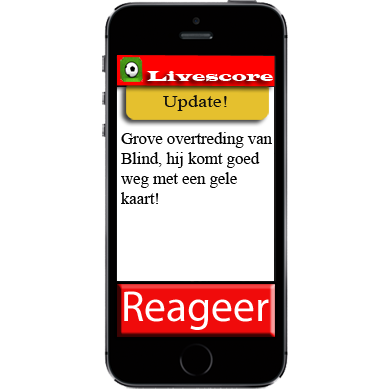 Livescore
Update!
Grove overtreding van
Blind, hij komt goed
weg met een gele
kaart!
Reageer